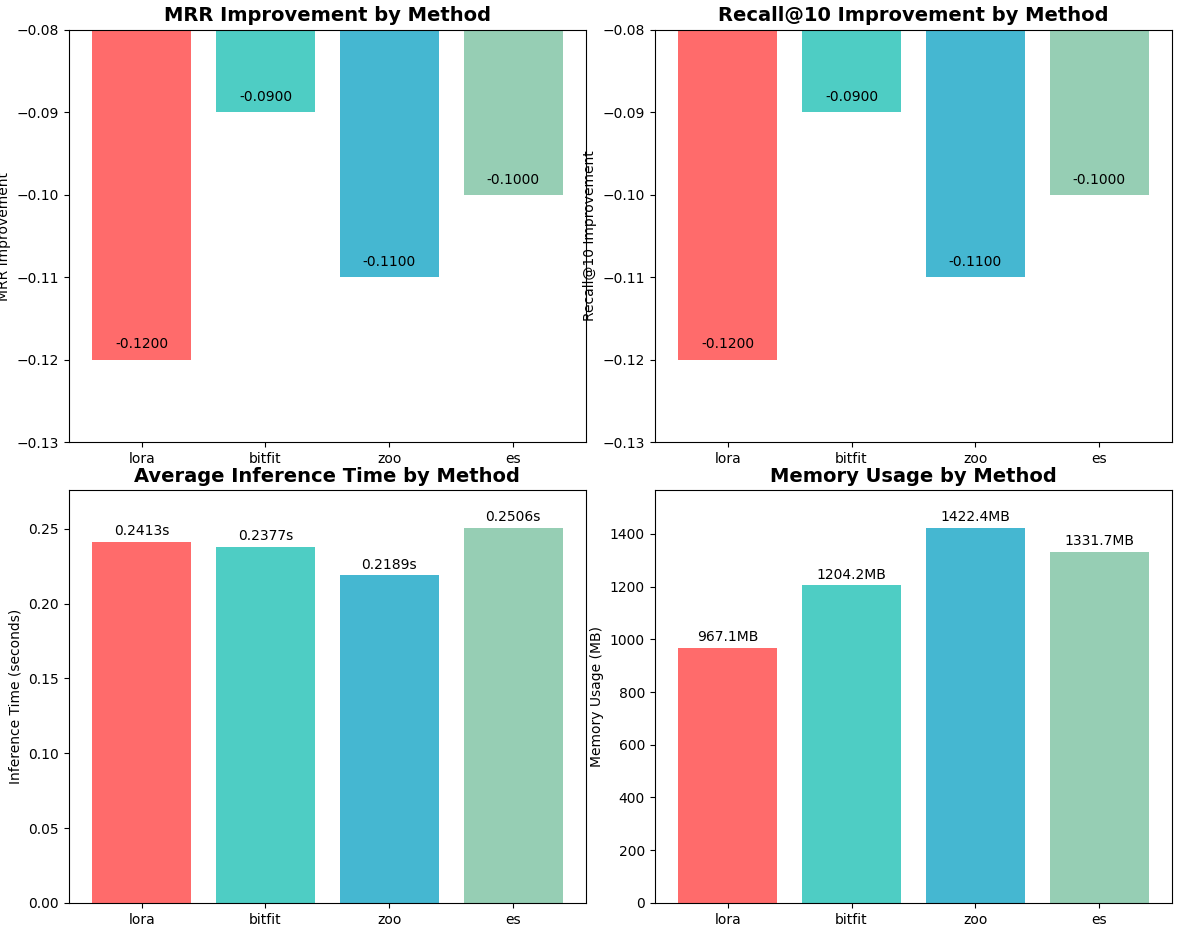 MRR Improvement by Method
MRR Improvement
−0.08
−0.09
−0.10
−0.11
−0.12
−0.13
-0.1200
-0.0900
-0.1100
-0.1000
lora
bitfit
zoo
es
Recall@10 Improvement by Method
Recall@10 Improvement
−0.08
−0.09
−0.10
−0.11
−0.12
−0.13
-0.1200
-0.0900
-0.1100
-0.1000
lora
bitfit
zoo
es
Average Inference Time by Method
Inference Time (seconds)
0.25
0.20
0.15
0.10
0.05
0.00
0.2413s
0.2377s
0.2189s
0.2506s
lora
bitfit
zoo
es
Memory Usage by Method
Memory Usage (MB)
1400
1200
1000
800
600
400
200
0
967.1MB
1204.2MB
1422.4MB
1331.7MB
lora
bitfit
zoo
es